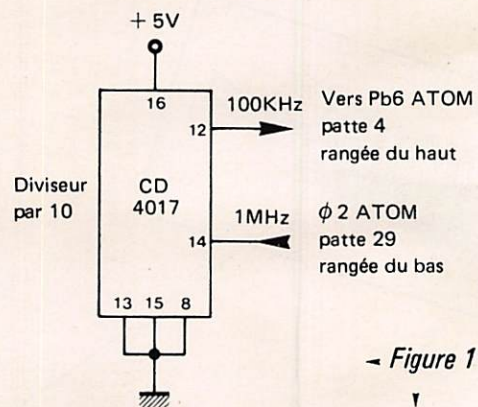 + 5V
16
100KHz
12
Vers Pb6 ATOM
patte 4
rangée du haut
Diviseur
par 10
CD
4017
1MHz
14
φ 2 ATOM
patte 29
rangée du bas
13 15 8
Figure 1